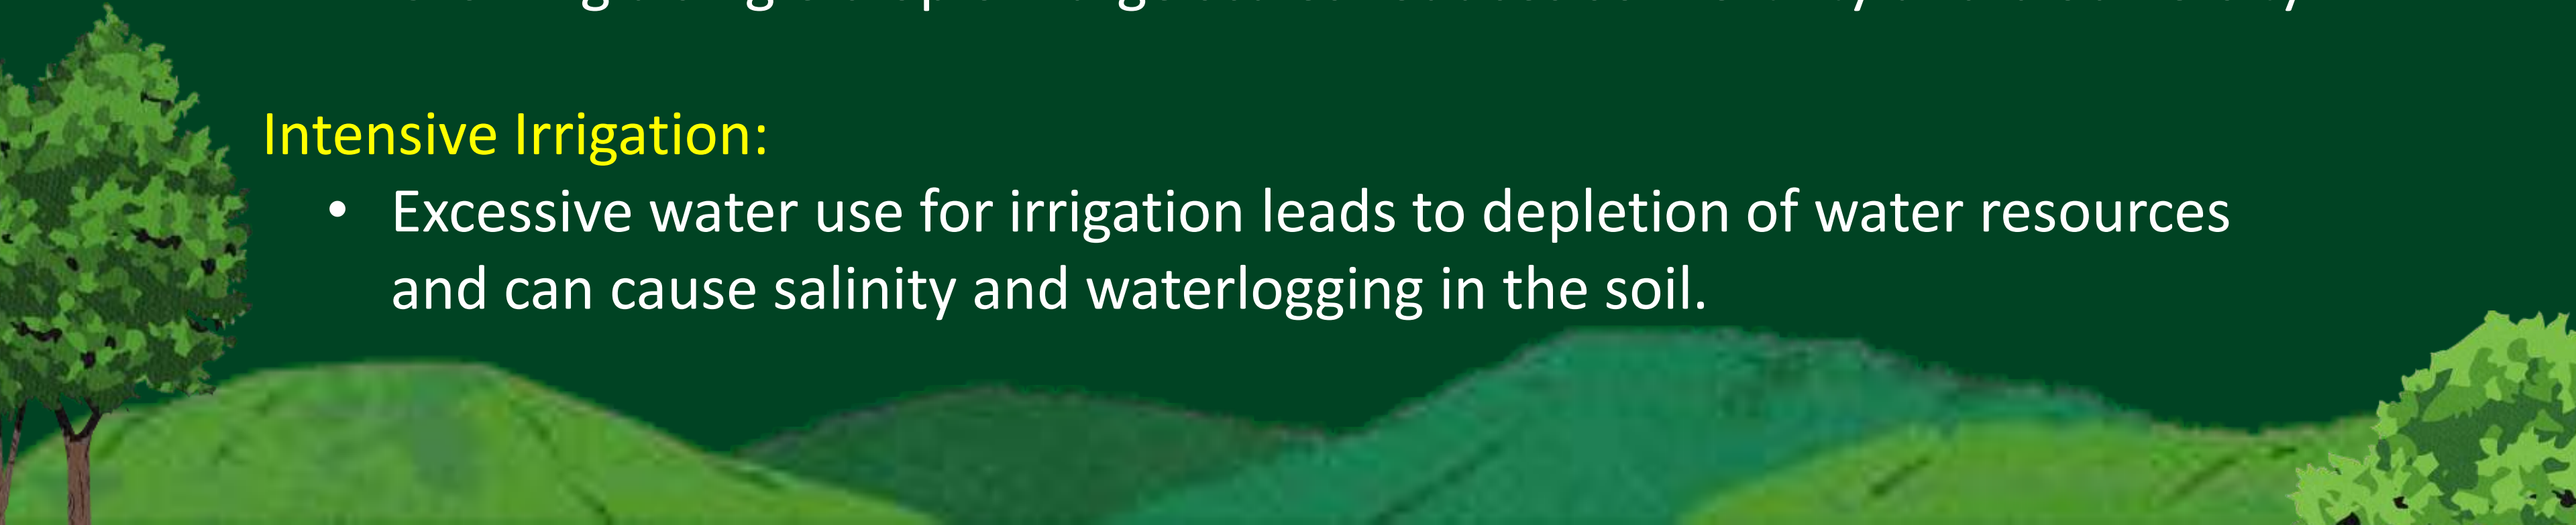 Intensive Irrigation:
• Excessive water use for irrigation leads to depletion of water resources
and can cause salinity and waterlogging in the soil.